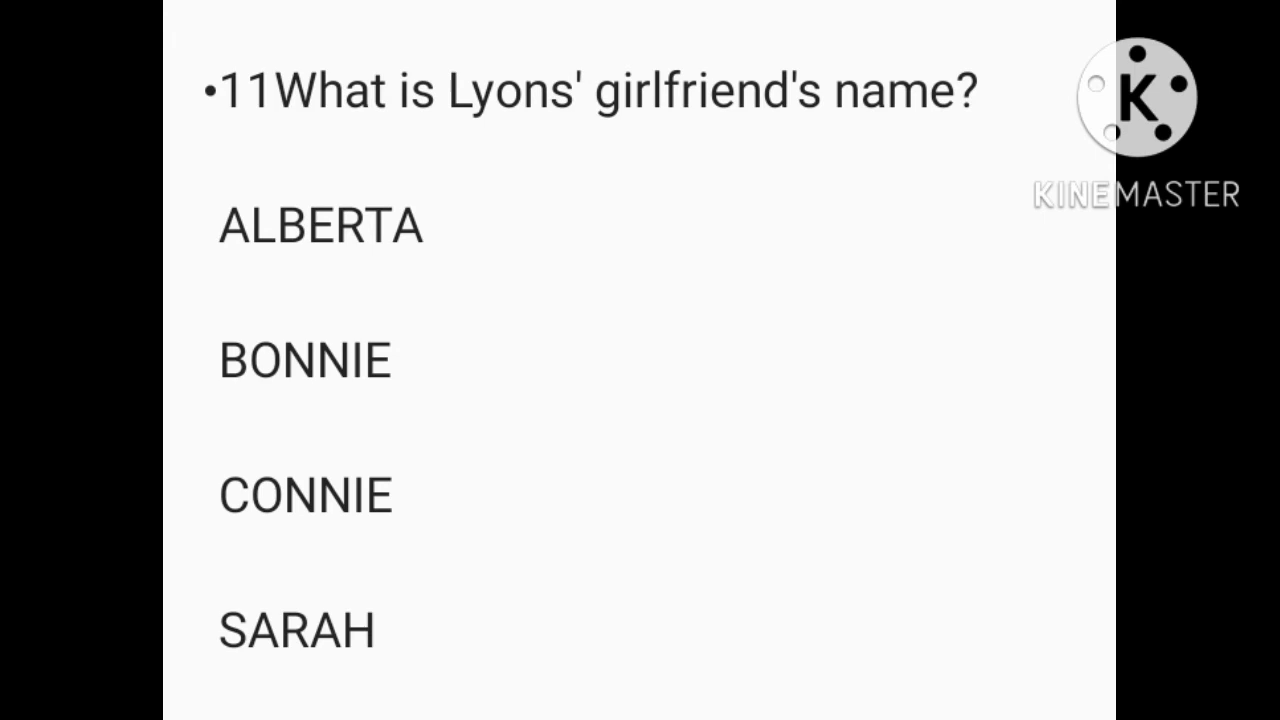 •11What is Lyons' girlfriend's name?
ALBERTA
BONNIE
CONNIE
SARAH
K
KINEMASTER